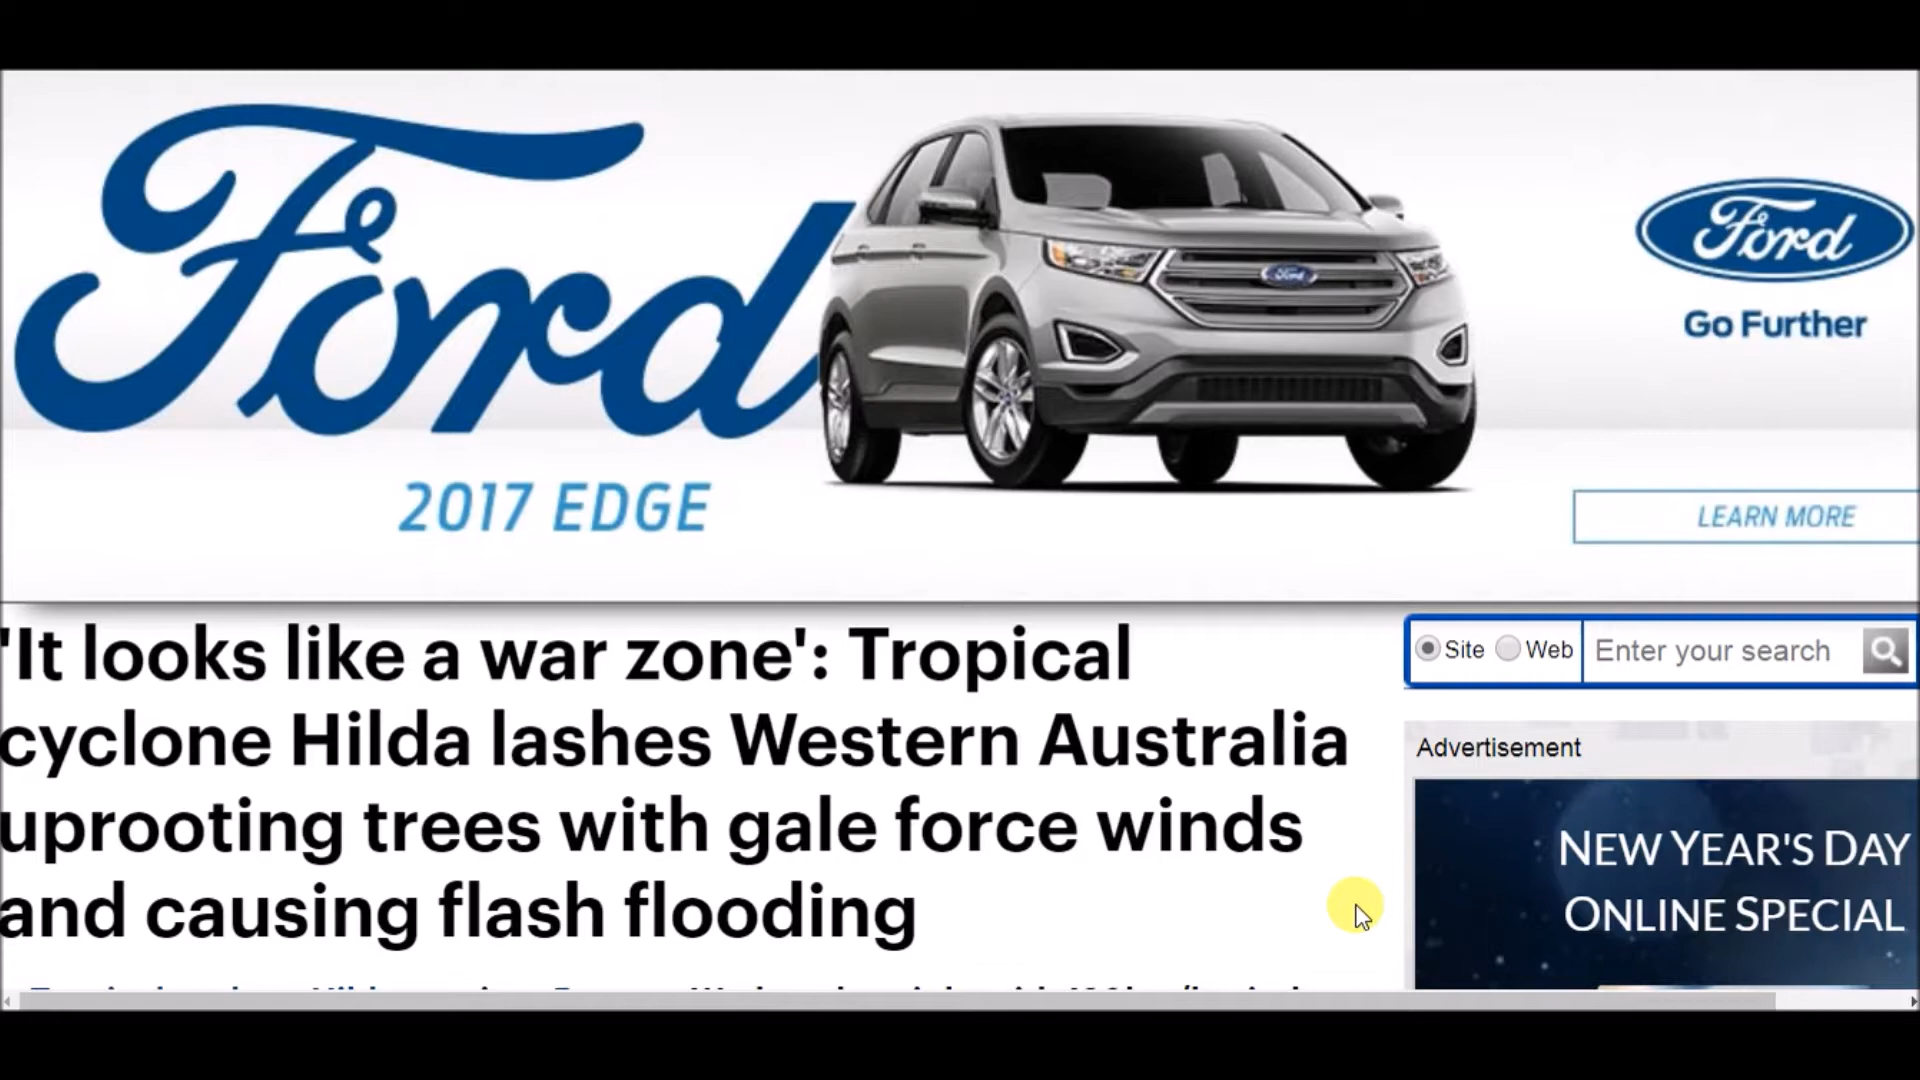 Ford
2017 EDGE
Ford
Ford
Go Further
LEARN MORE
'It looks like a war zone': Tropical
cyclone Hilda lashes Western Australia
uprooting trees with gale force winds
and causing flash flooding
Site Web Enter your search
Advertisement
NEW YEAR'S DAY
ONLINE SPECIAL